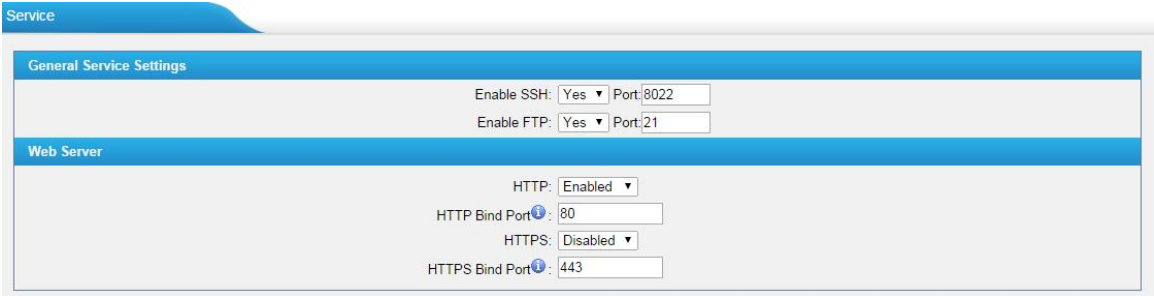 Service
General Service Settings
Enable SSH: Yes Port:8022
Enable FTP: Yes Port:21
Web Server
HTTP: Enabled
HTTP Bind Port i : 80
HTTPS: Disabled
HTTPS Bind Port i : 443